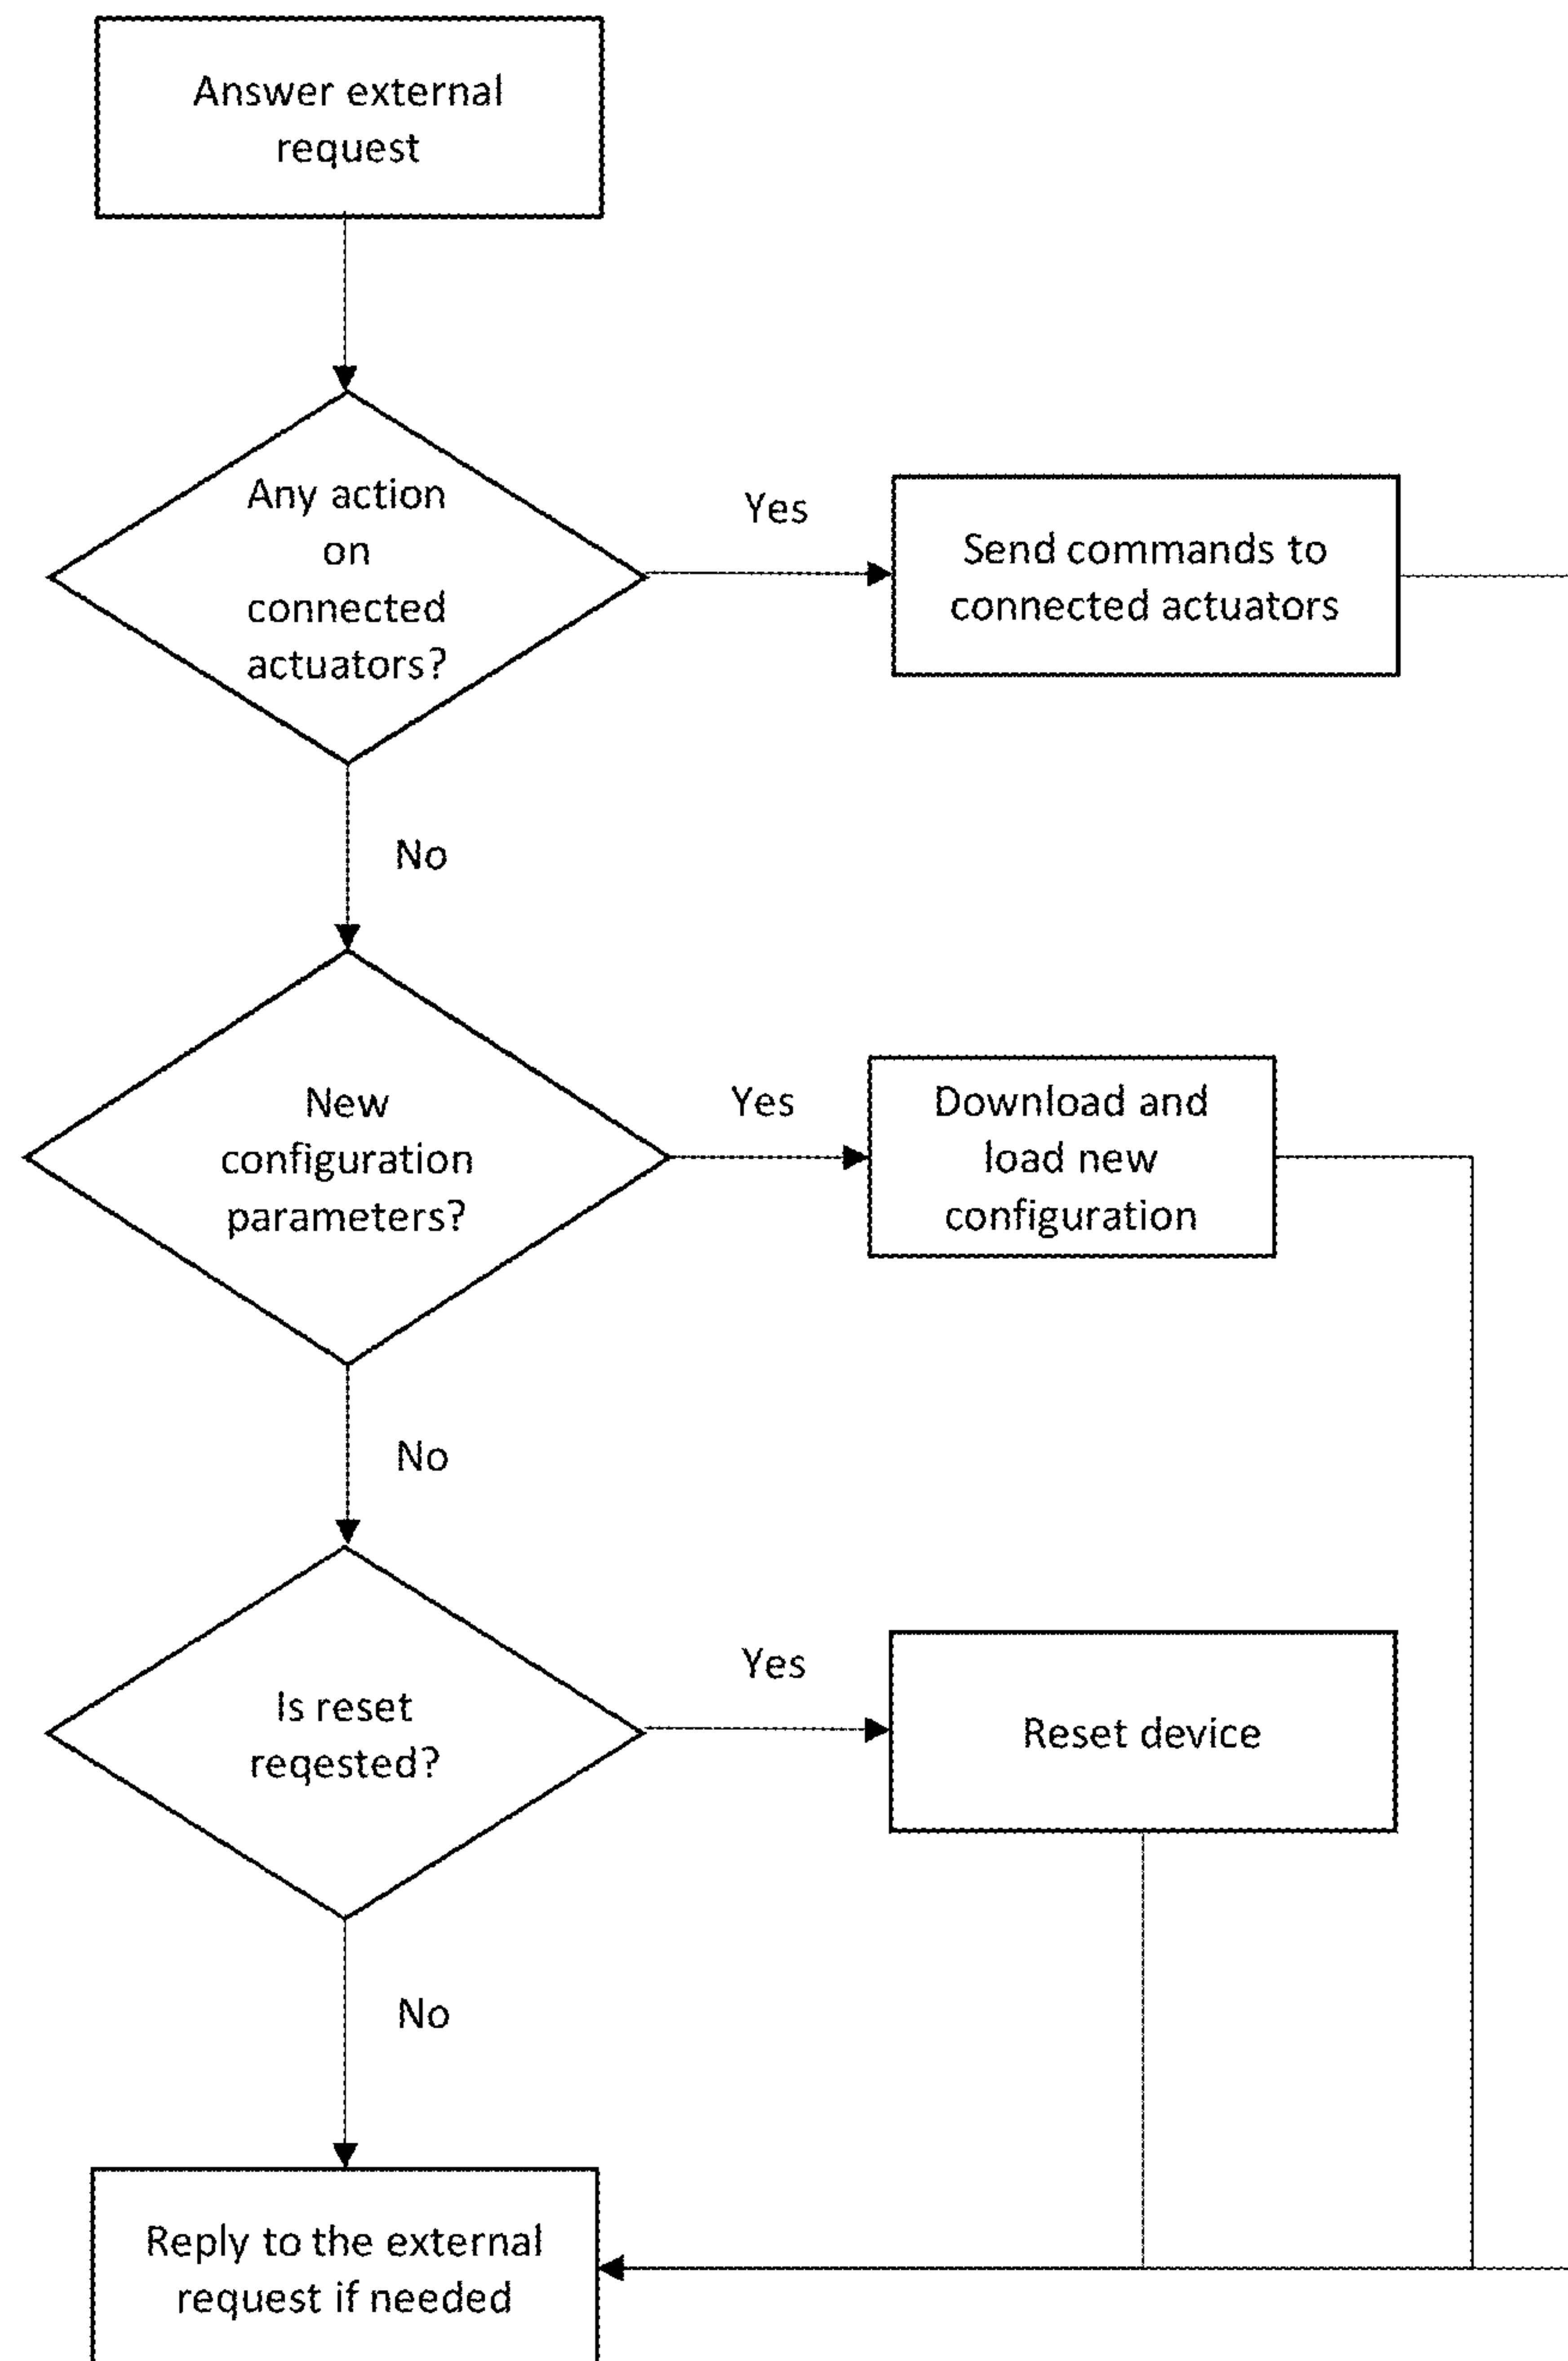 Answer external
request
Any action
on
connected
actuators?
Yes
Send commands to
connected actuators
No
New
configuration
parameters?
Yes
Download and
load new
configuration
No
Is reset
reqested?
Yes
Reset device
No
Reply to the external
request if needed